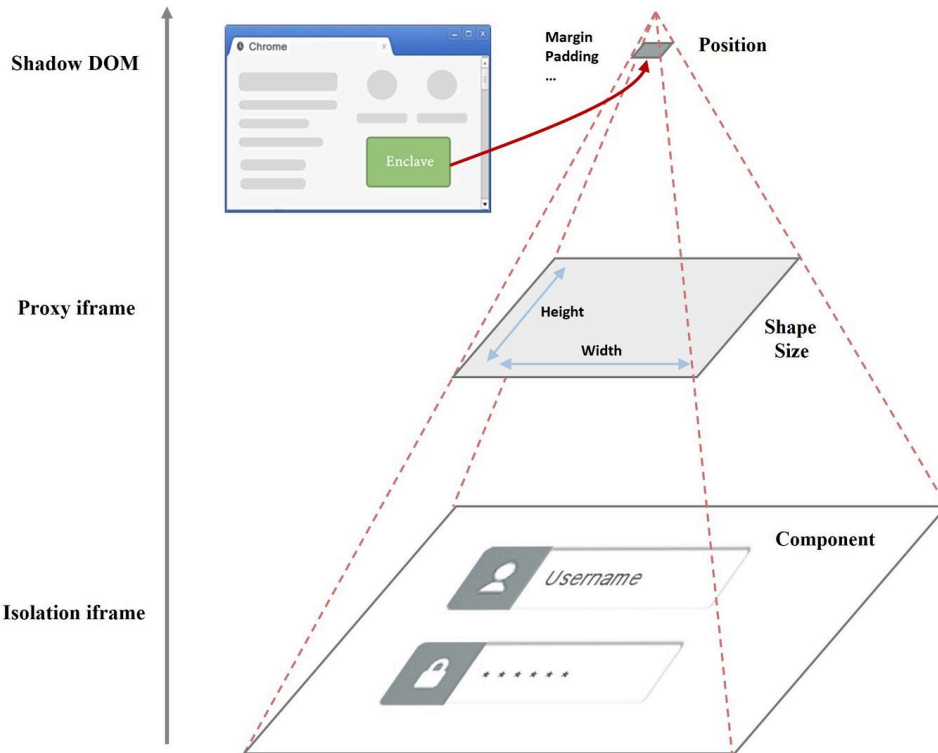 Shadow DOM
Chrome
x
Enclave
Margin
Padding
...
Position
Proxy iframe
Height
Width
Shape
Size
Isolation iframe
Component
Username
* * * * * *